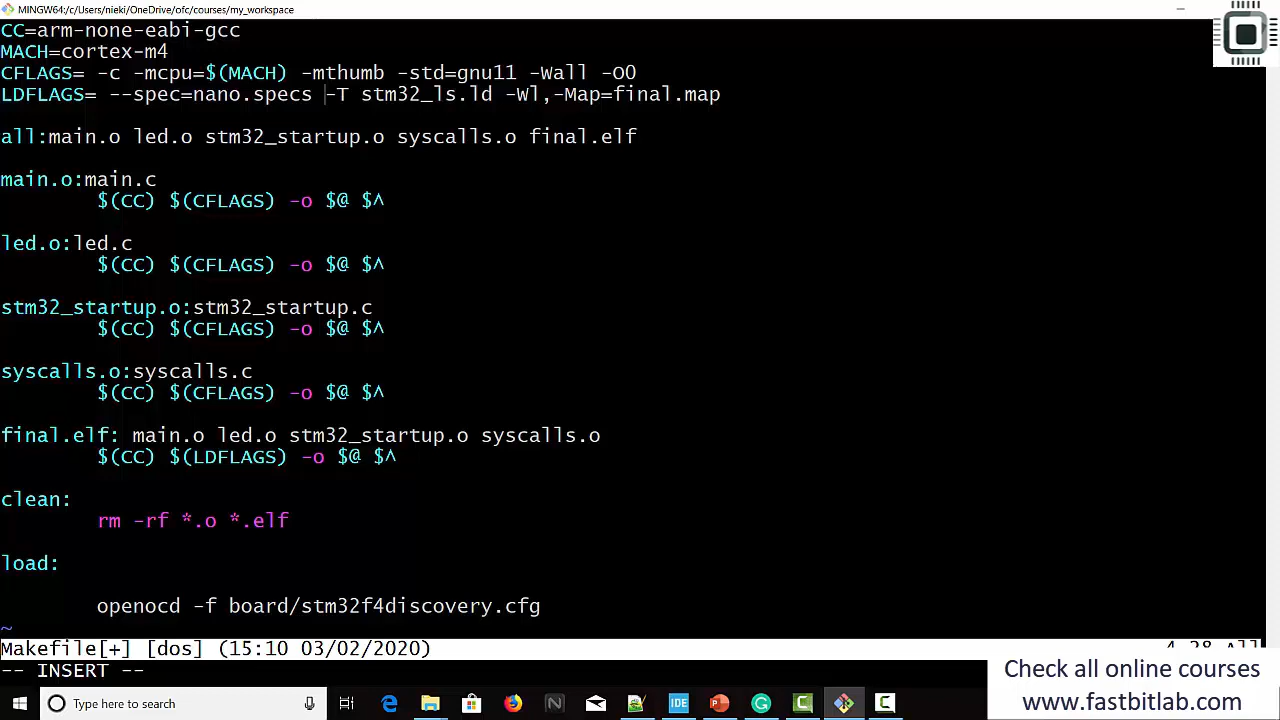 MINGW64:/c/Users/nieki/OneDrive/ofc/courses/my_workspace
CC=arm-none-eabi-gcc
MACH=cortex-m4
CFLAGS= -c -mcpu=$(MACH) -mthumb -std=gnu11 -Wall -O0
LDFLAGS= --spec=nano.specs -T stm32_ls.ld -Wl,-Map=final.map
all:main.o led.o stm32_startup.o syscalls.o final.elf
main.o:main.c
$(CC) $(CFLAGS) -o $@ $^
led.o:led.c
$(CC) $(CFLAGS) -o $@ $^
stm32_startup.o:stm32_startup.c
$(CC) $(CFLAGS) -o $@ $^
syscalls.o:syscalls.c
$(CC) $(CFLAGS) -o $@ $^
final.elf: main.o led.o stm32_startup.o syscalls.o
$(CC) $(LDFLAGS) -o $@ $^
clean:
rm -rf *.o *.elf
load:
openocd -f board/stm32f4discovery.cfg
~
Makefile[+] [dos] (15:10 03/02/2020)
-- INSERT --
Check all online courses
www.fastbitlab.com
Type here to search
IDE